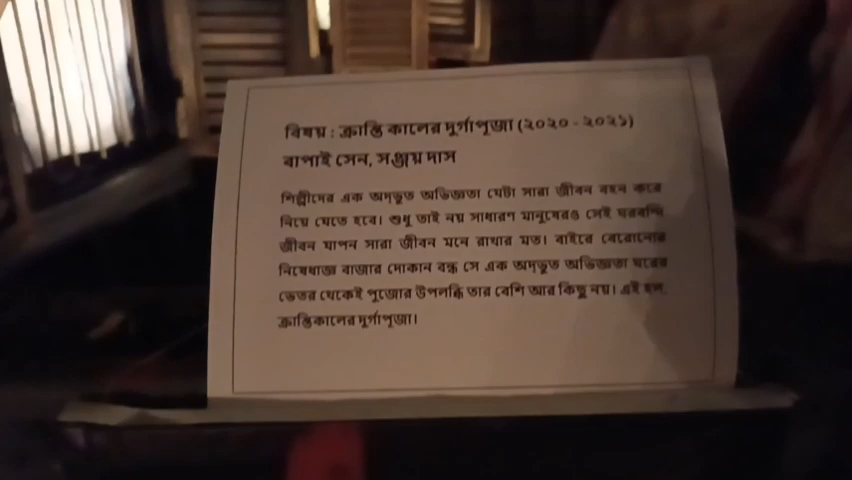 বিষয় : ক্রান্তি কালের দুর্গাপূজা (২০২০ - ২০২১)
বাপাই সেন, সঞ্জয় দাস
শিল্পীদের এক অদ্ভুত অভিজ্ঞতা যেটা সারা জীবন বহন করে
নিয়ে যেতে হবে। শুধু তাই নয় সাধারণ মানুষেরও সেই ঘরবন্দি
জীবন যাপন সারা জীবন মনে রাখার মত। বাইরে বেরোনোর
নিষেধাজ্ঞা বাজার দোকান বন্ধ সে এক অদ্ভুত অভিজ্ঞতা ঘরের
ভেতর থেকেই পুজোর উপলব্ধি তার বেশি আর কিছু নয়। এই হল,
ক্রান্তিকালের দুর্গাপূজা।